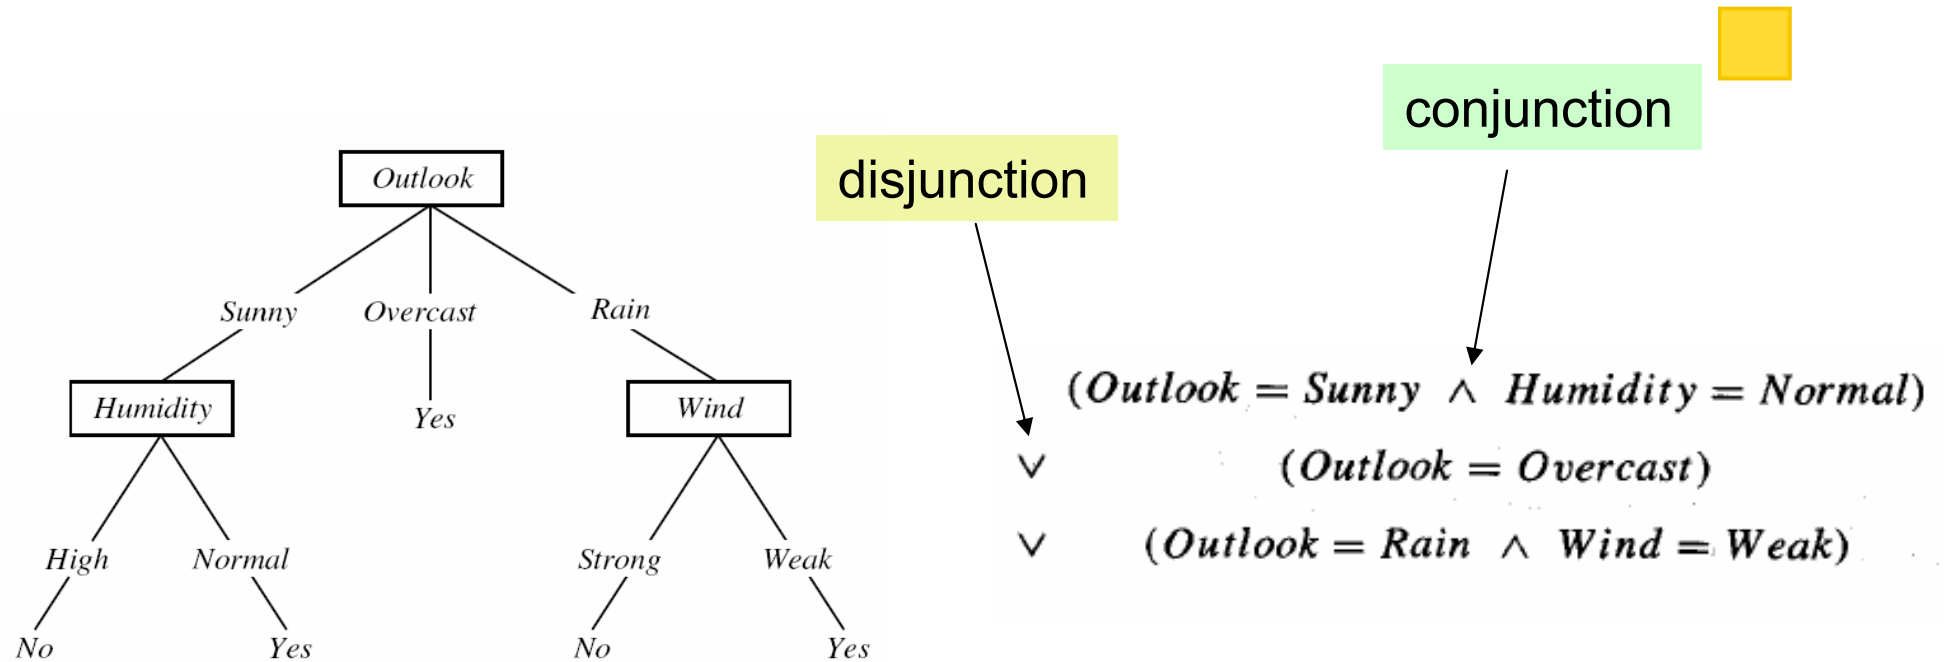 conjunction
disjunction
Outlook
Sunny Overcast Rain
Humidity Yes Wind
High Normal Strong Weak
No Yes No Yes
(Outlook = Sunny ∧ Humidity = Normal)
∨ (Outlook = Overcast)
∨ (Outlook = Rain ∧ Wind = Weak)